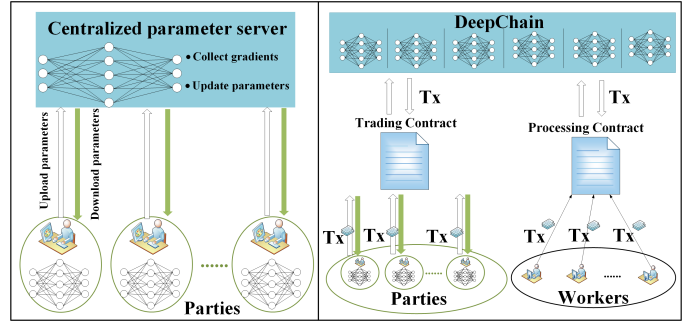 Centralized parameter server
• Collect gradients
• Update parameters
Upload parameters
Download parameters
......
Parties
DeepChain
Tx
Tx
Trading Contract
Processing Contract
Tx
Tx
Tx
Tx
Tx
Tx
......
......
Parties
Workers